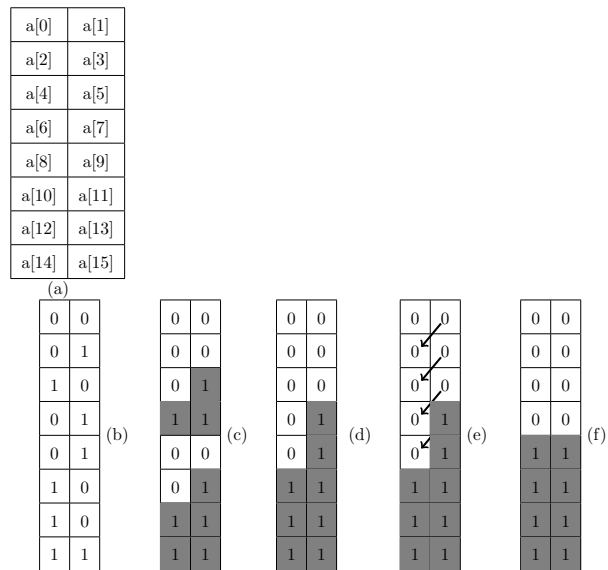 a[0] a[1]
a[2] a[3]
a[4] a[5]
a[6] a[7]
a[8] a[9]
a[10] a[11]
a[12] a[13]
a[14] a[15]
(a)
0 0 0 0 0 0 0 0 0 0
0 1 0 0 0 0 0 0 0 0
1 0 0 1 0 0 0 0 0 0
0 1 1 1 0 1 0 1 0 0
(b) (c) (d) (e) (f)
0 1 0 0 0 1 0 1 1 1
1 0 0 1 1 1 1 1 1 1
1 0 1 1 1 1 1 1 1 1
1 1 1 1 1 1 1 1 1 1